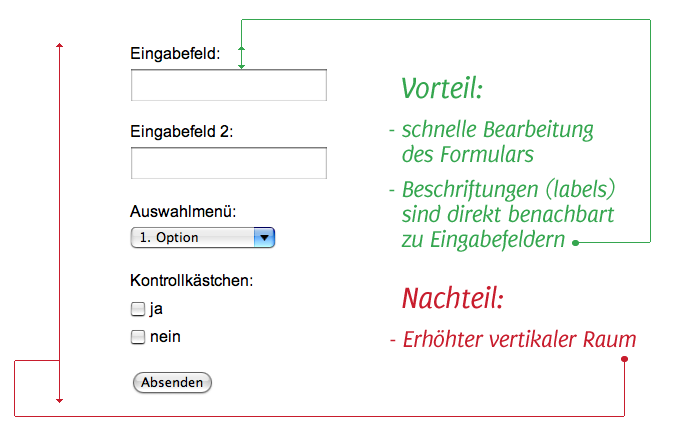 Eingabefeld:
Eingabefeld 2:
Auswahlmenü:
1. Option
Kontrollkästchen:
ja
nein
Absenden
Vorteil:
- schnelle Bearbeitung
des Formulars
- Beschriftungen (labels)
sind direkt benachbart
zu Eingabefeldern
Nachteil:
- Erhöhter vertikaler Raum